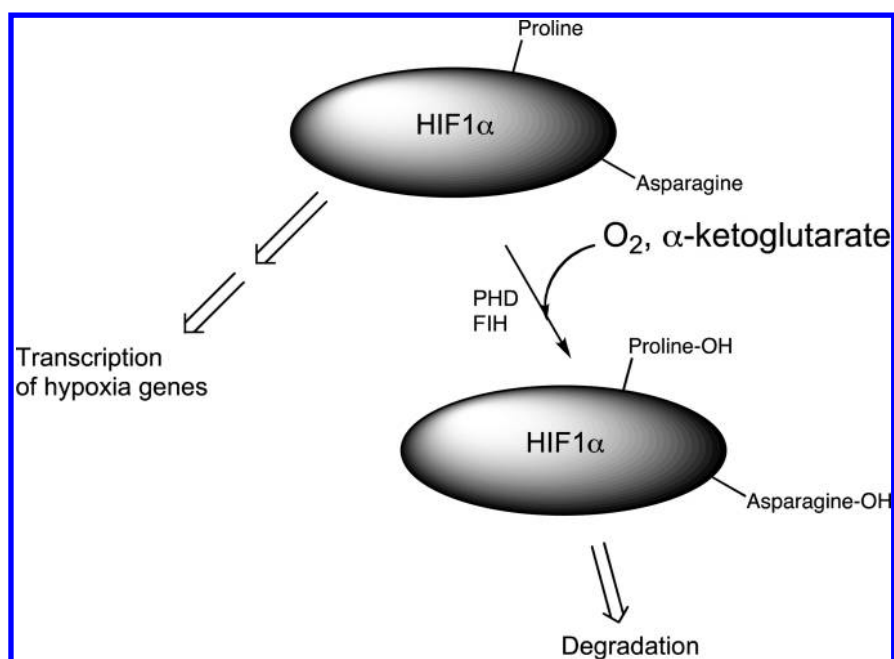 Proline
HIF1α
Asparagine
O₂, α-ketoglutarate
PHD
FIH
Transcription
of hypoxia genes
Proline-OH
HIF1α
Asparagine-OH
Degradation